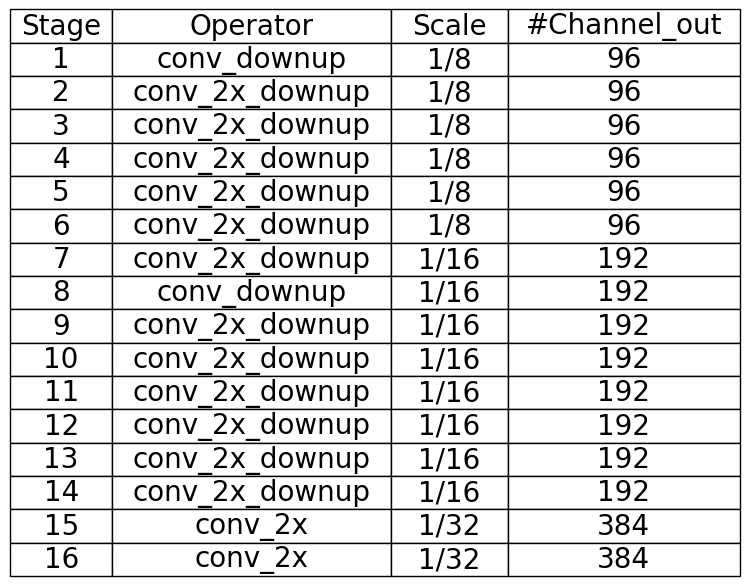 Stage Operator Scale #Channel_out
1 conv_downup 1/8 96
2 conv_2x_downup 1/8 96
3 conv_2x_downup 1/8 96
4 conv_2x_downup 1/8 96
5 conv_2x_downup 1/8 96
6 conv_2x_downup 1/8 96
7 conv_2x_downup 1/16 192
8 conv_downup 1/16 192
9 conv_2x_downup 1/16 192
10 conv_2x_downup 1/16 192
11 conv_2x_downup 1/16 192
12 conv_2x_downup 1/16 192
13 conv_2x_downup 1/16 192
14 conv_2x_downup 1/16 192
15 conv_2x 1/32 384
16 conv_2x 1/32 384